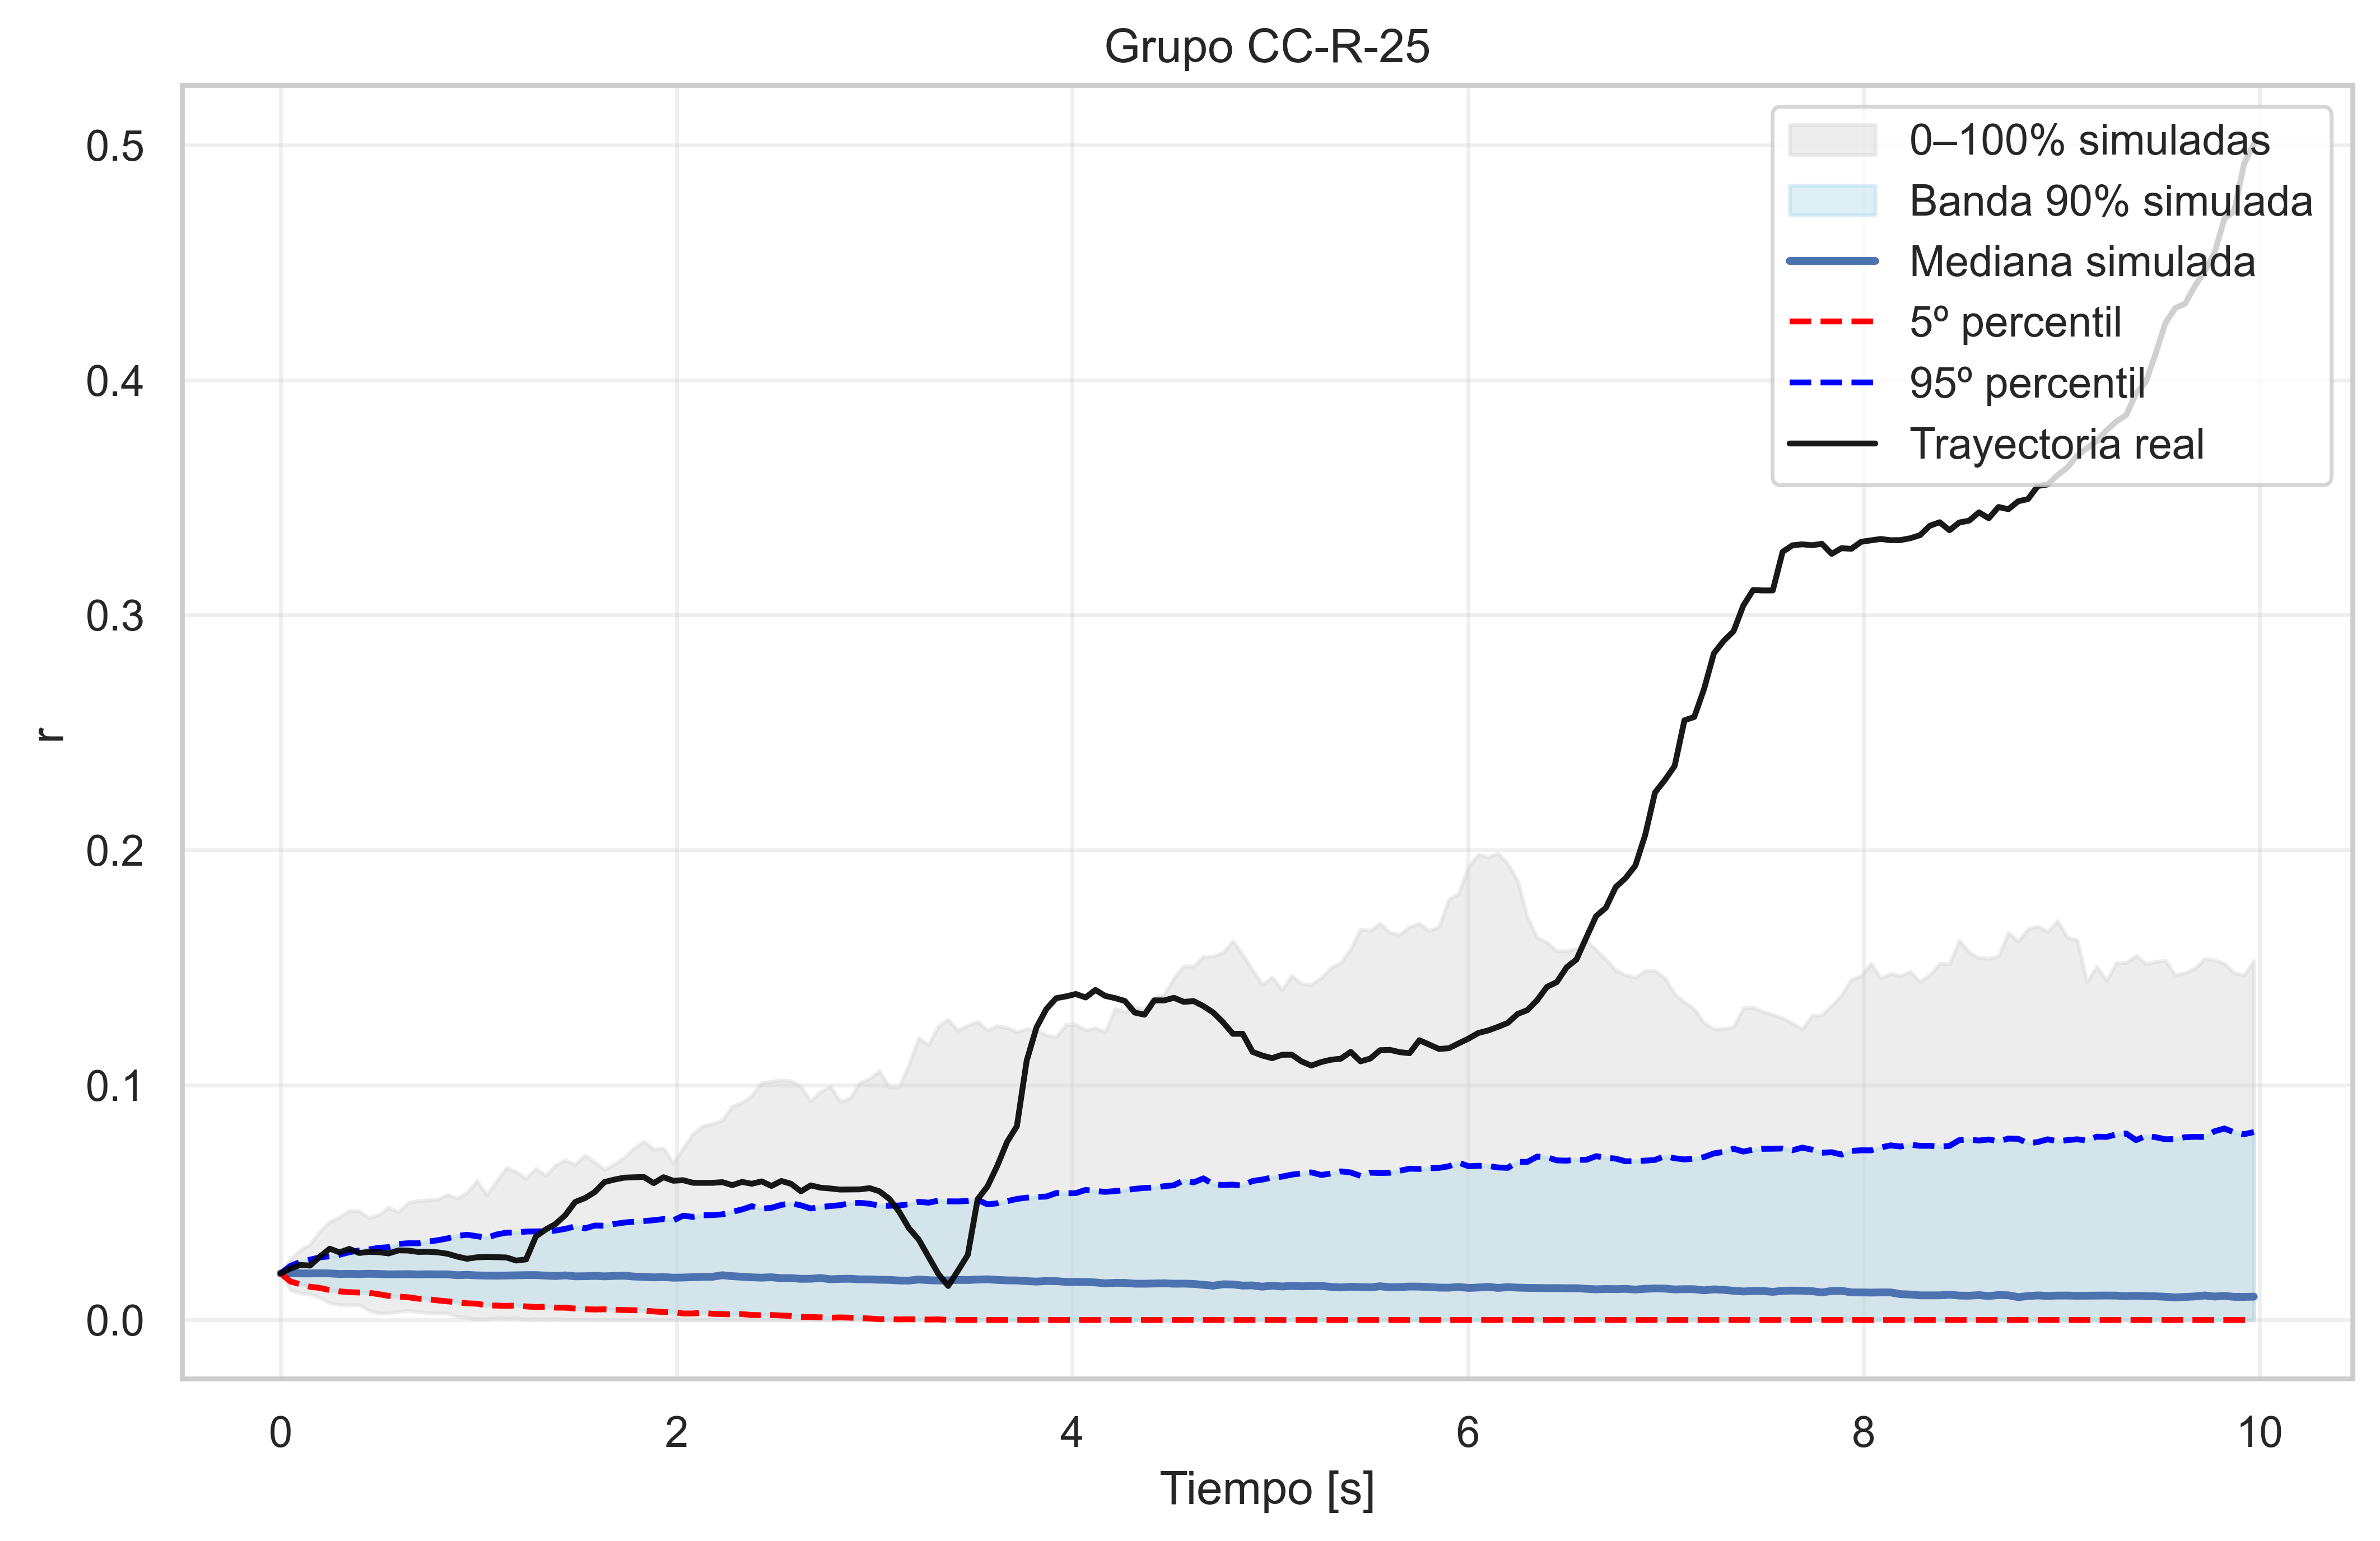 Grupo CC-R-25
0–100% simuladas
Banda 90% simulada
Mediana simulada
5º percentil
95º percentil
Trayectoria real
0.5
0.4
0.3
0.2
0.1
0.0
r
0 2 4 6 8 10
Tiempo [s]